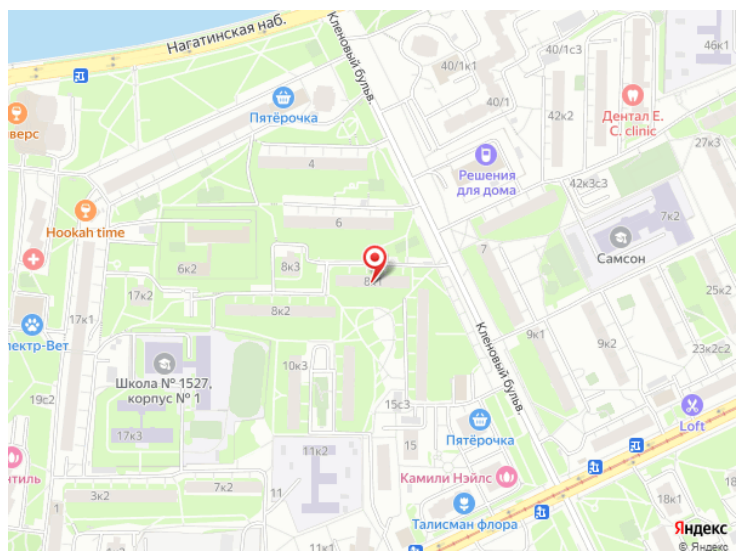 Нагатинская наб.
Кленовый бульв.
40/1с3
46к1
40/1к1
40/1
42к2
Дентал Е.
С. clinic
верс
Пятёрочка
27к3
4
Решения
для дома
42к3с3
7к2
Hookah time
6
7
Самсон
6к2
8к3
17к2
8к1
25к2
8к2
17к1
Кленовый бульв.
9к1
9к2
23к2с2
лектр-Вет
10к3
Школа № 1527,
корпус № 1
19с2
15с3
Loft
17к3
Пятёрочка
15
11к2
нтиль
Камили Нэйлс
7к2
3к2
11
18к1
1
Талисман флора
Яндекс
© Яндекс